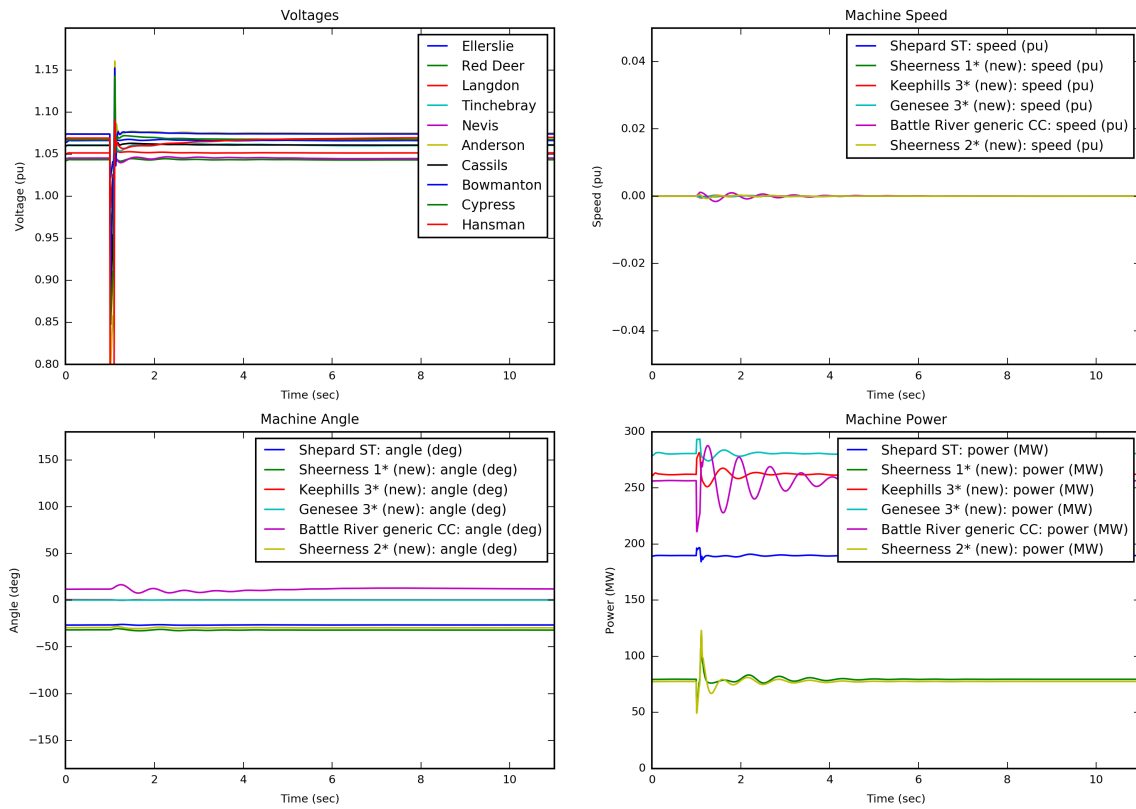 Voltages
1.15
1.10
1.05
1.00
0.95
0.90
0.85
0.80
Voltage (pu)
0
2
4
6
8
10
Time (sec)
Ellerslie
Red Deer
Langdon
Tinchebray
Nevis
Anderson
Cassils
Bowmanton
Cypress
Hansman
Machine Speed
0.04
0.02
0.00
−0.02
−0.04
Speed (pu)
0
2
4
6
8
10
Time (sec)
Shepard ST: speed (pu)
Sheerness 1* (new): speed (pu)
Keephills 3* (new): speed (pu)
Genesee 3* (new): speed (pu)
Battle River generic CC: speed (pu)
Sheerness 2* (new): speed (pu)
Machine Angle
150
100
50
0
−50
−100
−150
Angle (deg)
0
2
4
6
8
10
Time (sec)
Shepard ST: angle (deg)
Sheerness 1* (new): angle (deg)
Keephills 3* (new): angle (deg)
Genesee 3* (new): angle (deg)
Battle River generic CC: angle (deg)
Sheerness 2* (new): angle (deg)
Machine Power
300
250
200
150
100
50
0
Power (MW)
0
2
4
6
8
10
Time (sec)
Shepard ST: power (MW)
Sheerness 1* (new): power (MW)
Keephills 3* (new): power (MW)
Genesee 3* (new): power (MW)
Battle River generic CC: power (MW)
Sheerness 2* (new): power (MW)